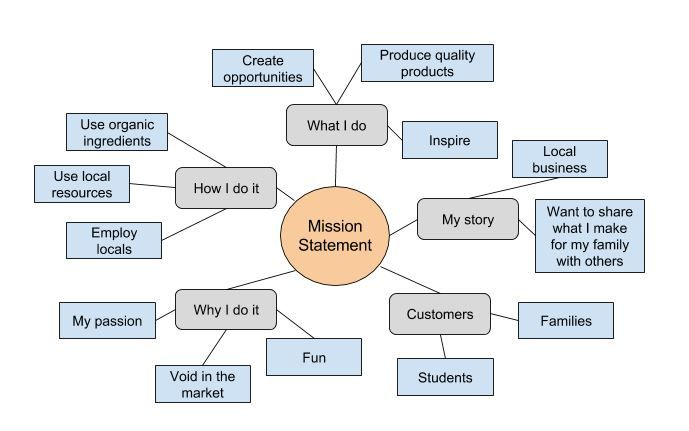 Create
opportunities
Produce quality
products
What I do
Inspire
Use organic
ingredients
Use local
resources
How I do it
Employ
locals
Local
business
My story
Want to share
what I make
for my family
with others
Mission
Statement
Why I do it
My passion
Void in the
market
Fun
Customers
Families
Students